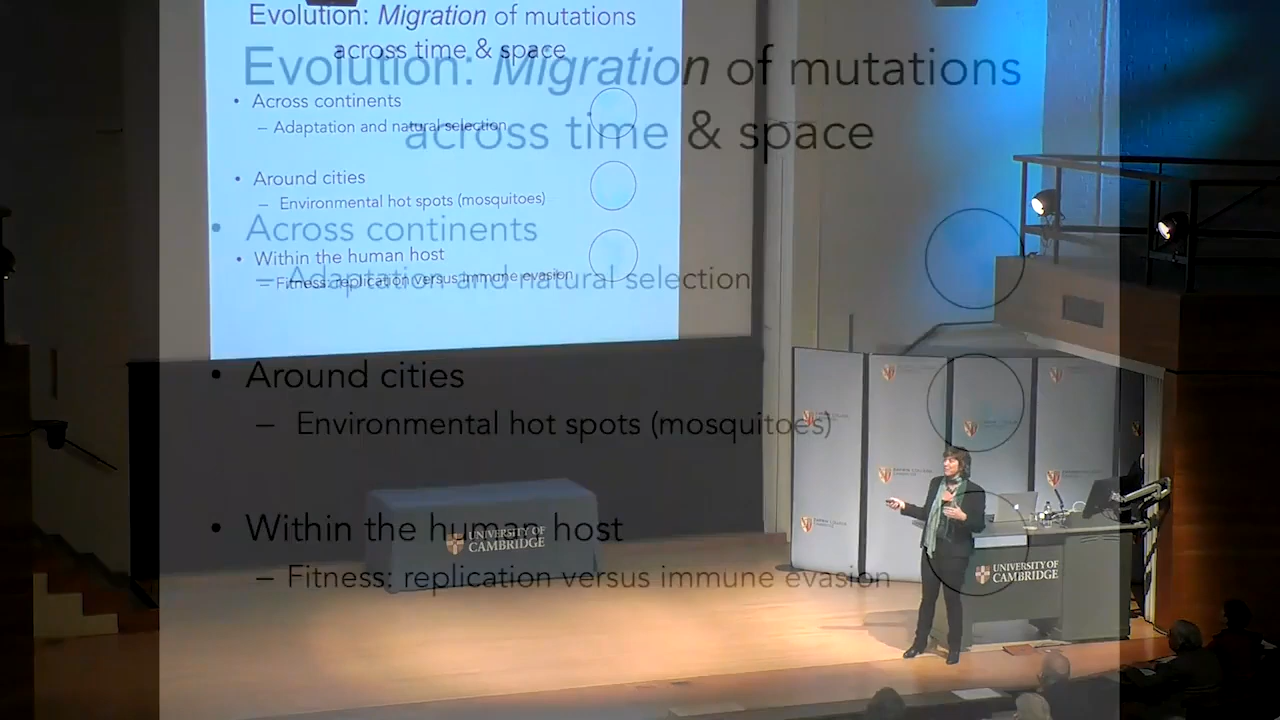 Evolution: Migration of mutations
across time & space
• Across continents
– Adaptation and natural selection
• Around cities
– Environmental hot spots (mosquitoes)
• Within the human host
– Fitness: replication versus immune evasion
Evolution: Migration of mutations
across time & space
• Across continents
– Adaptation and natural selection
• Around cities
– Environmental hot spots (mosquitoes)
• Within the human host
– Fitness: replication versus immune evasion
UNIVERSITY OF
CAMBRIDGE
UNIVERSITY OF
CAMBRIDGE